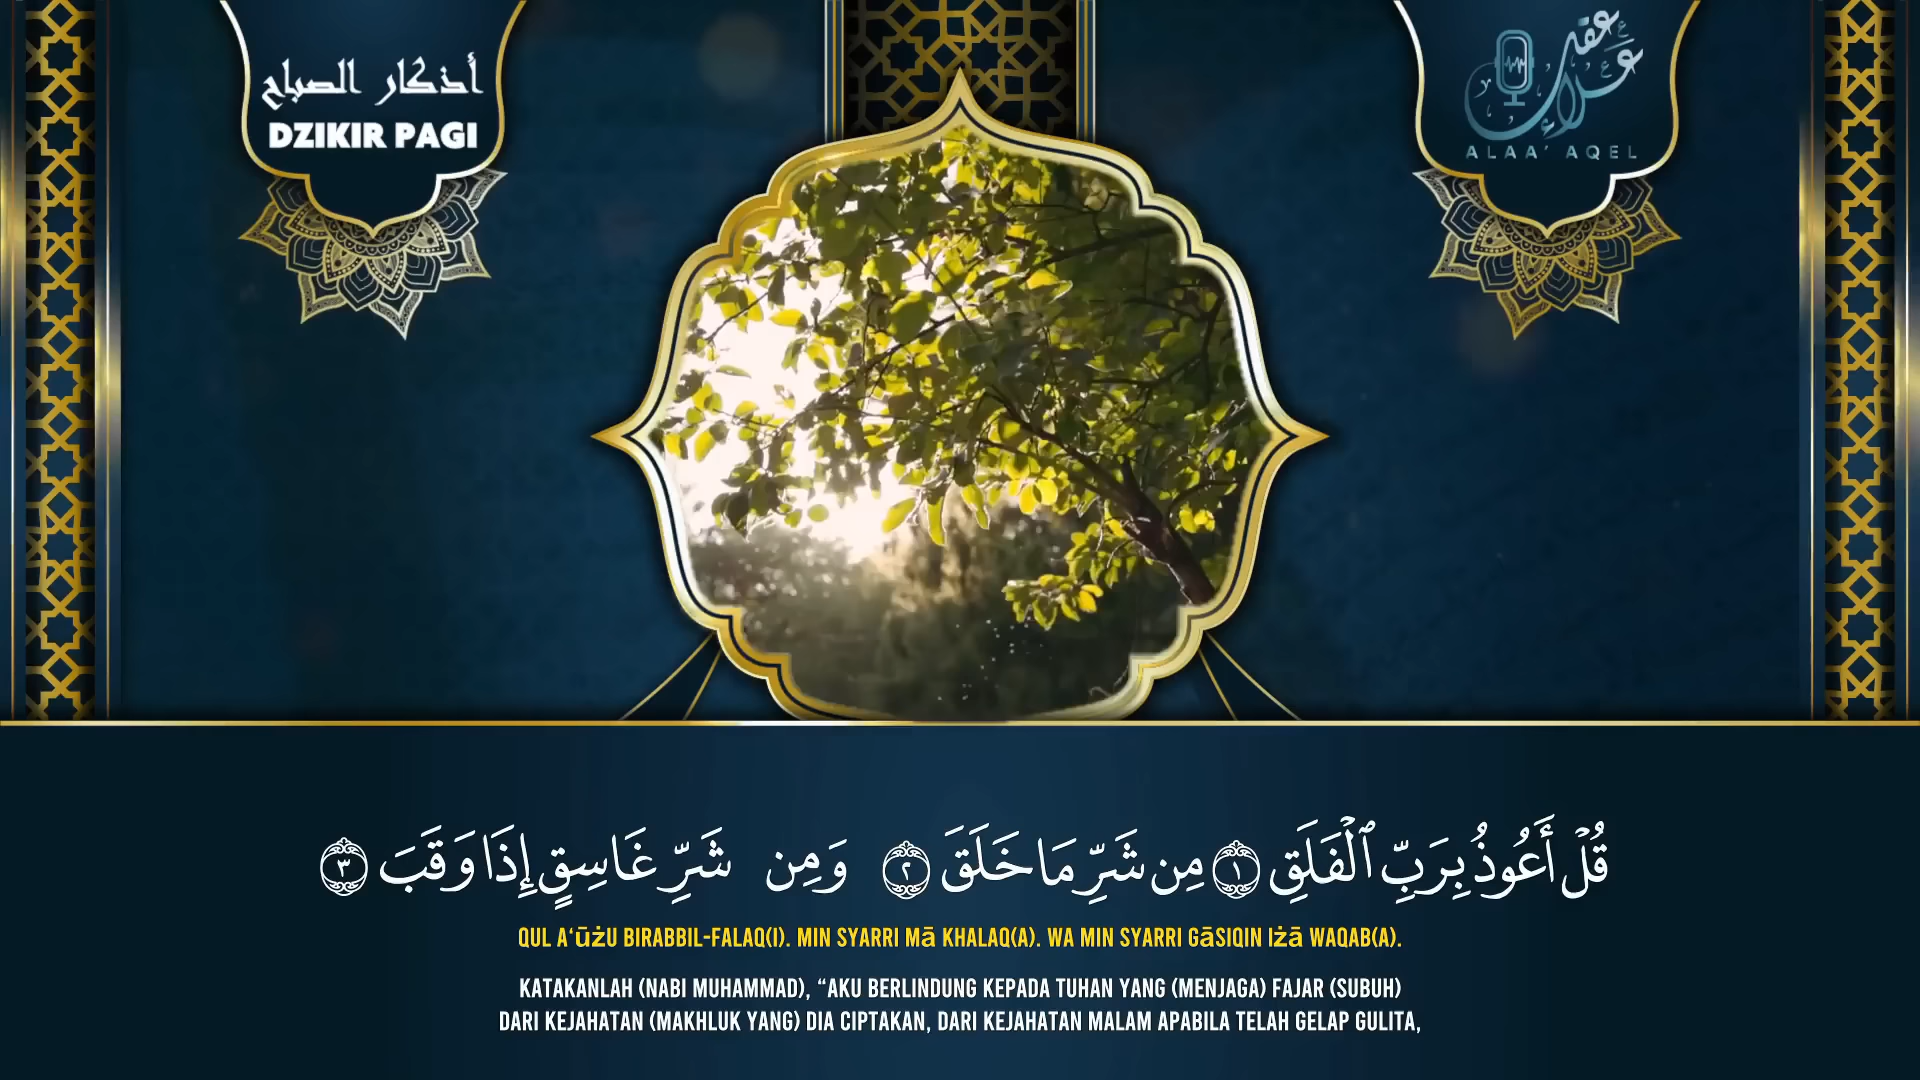 أذكار الصباح
DZIKIR PAGI
علاء عقل
ALAA' AQEL
قُلْ أَعُوذُ بِرَبِّ ٱلْفَلَقِ ١ مِن شَرِّ مَا خَلَقَ ٢ وَمِن شَرِّ غَاسِقٍ إِذَا وَقَبَ ٣
QUL A‘ŪŻU BIRABBIL-FALAQ(I). MIN SYARRI Mā KHALAQ(A). WA MIN SYARRI GāSIQIN IŻā WAQAB(A).
KATAKANLAH (NABI MUHAMMAD), “AKU BERLINDUNG KEPADA TUHAN YANG (MENJAGA) FAJAR (SUBUH)
DARI KEJAHATAN (MAKHLUK YANG) DIA CIPTAKAN, DARI KEJAHATAN MALAM APABILA TELAH GELAP GULITA,